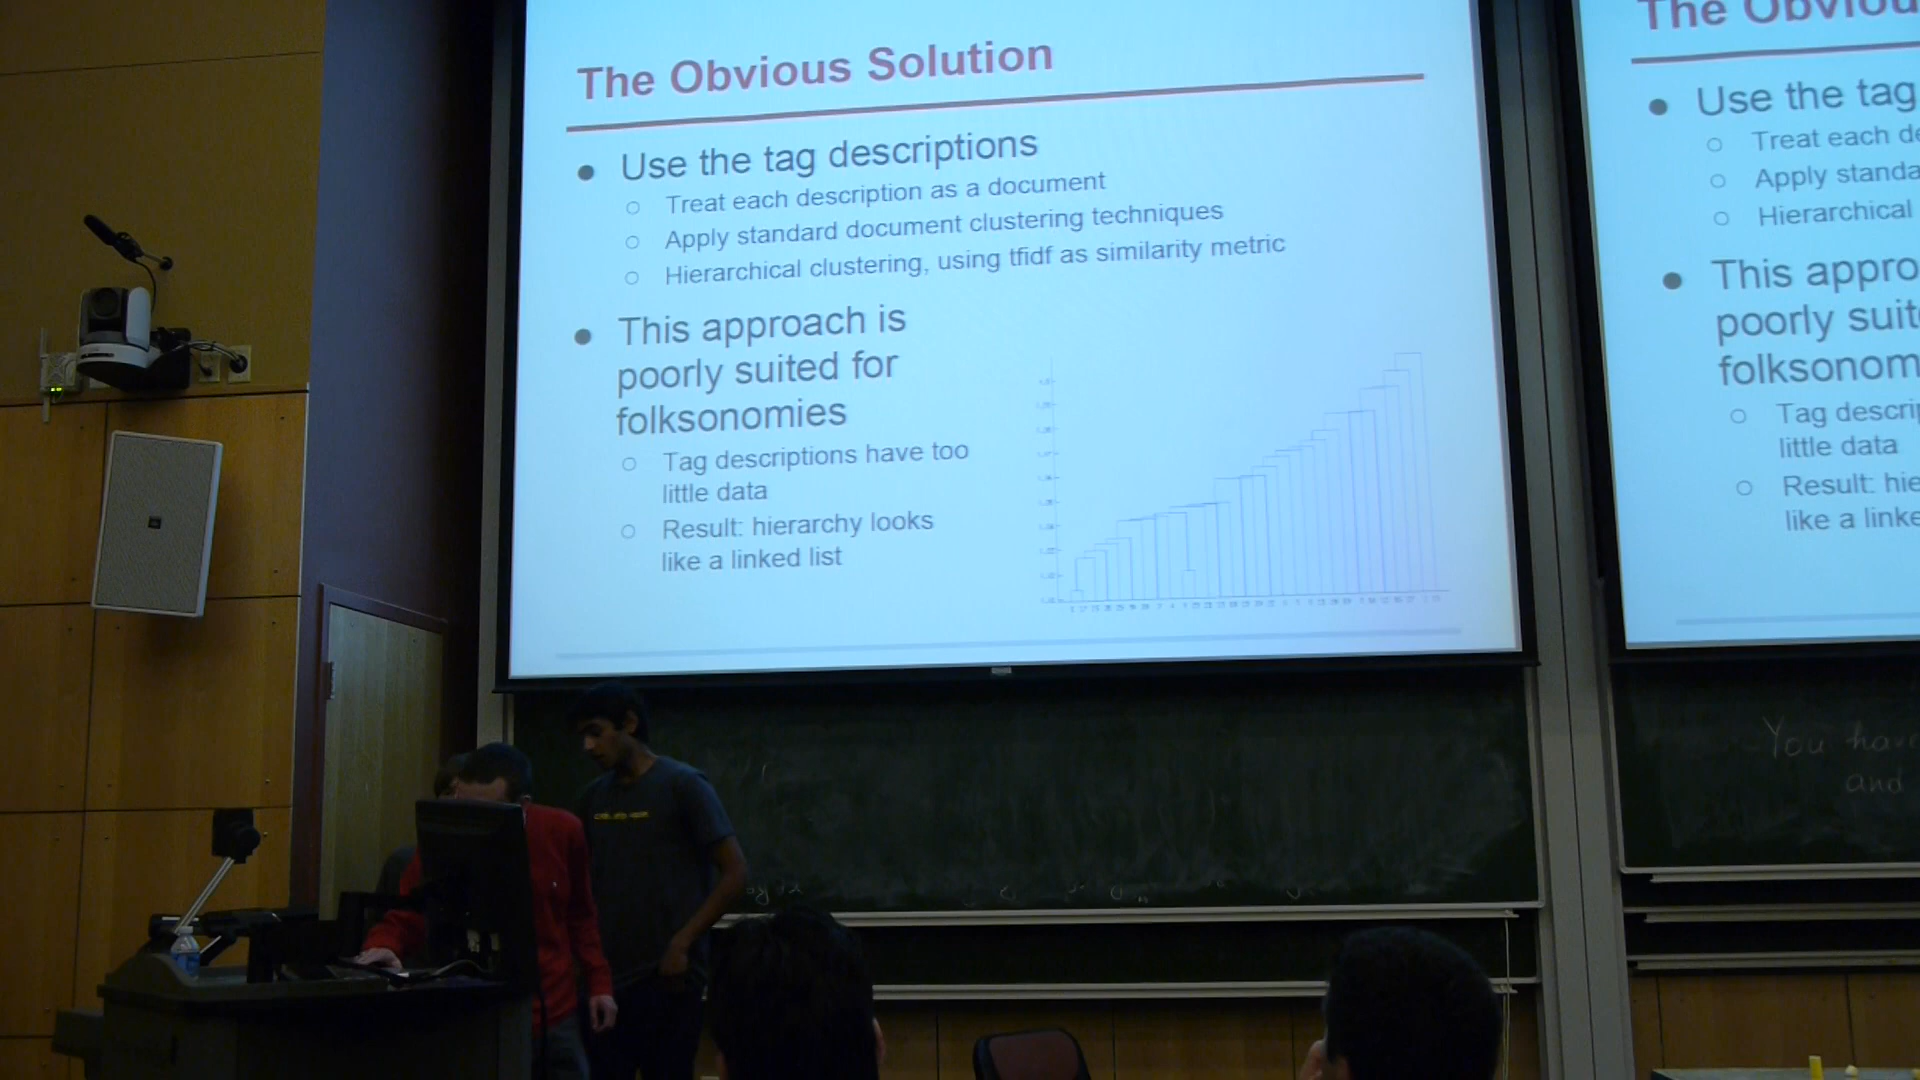 The Obvious Solution
● Use the tag descriptions
○ Treat each description as a document
○ Apply standard document clustering techniques
○ Hierarchical clustering, using tfidf as similarity metric
● This approach is
poorly suited for
folksonomies
○ Tag descriptions have too
little data
○ Result: hierarchy looks
like a linked list
The Obviou
● Use the tag
○ Treat each de
○ Apply standa
○ Hierarchical
● This appro
poorly suit
folksonom
○ Tag descrip
little data
○ Result: hie
like a linke
You have
and